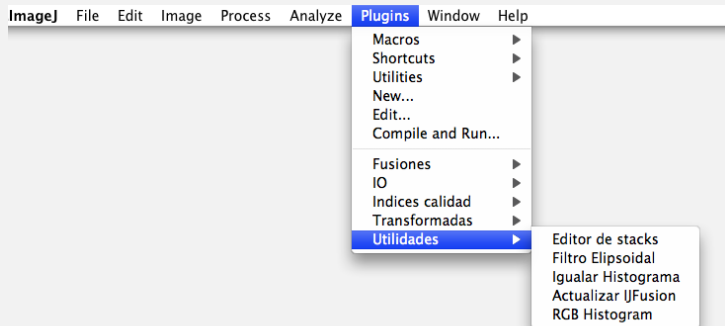 ImageJ File Edit Image Process Analyze Plugins Window Help
Macros
Shortcuts
Utilities
New...
Edit...
Compile and Run...
Fusiones
IO
Indices calidad
Transformadas
Utilidades
Editor de stacks
Filtro Elipsoidal
Igualar Histograma
Actualizar IJFusion
RGB Histogram